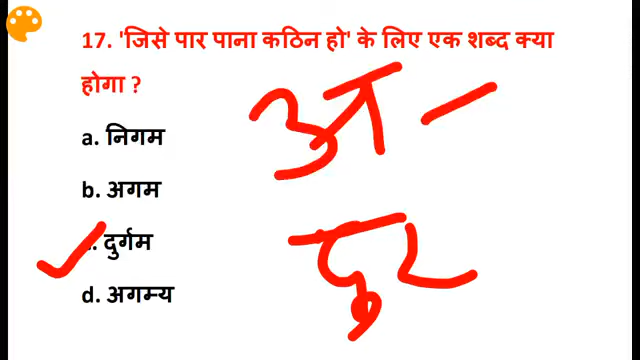 17. 'जिसे पार पाना कठिन हो' के लिए एक शब्द क्या
होगा ?
a. निगम
b. अगम
. दुर्गम
d. अगम्य
अ -
दुर